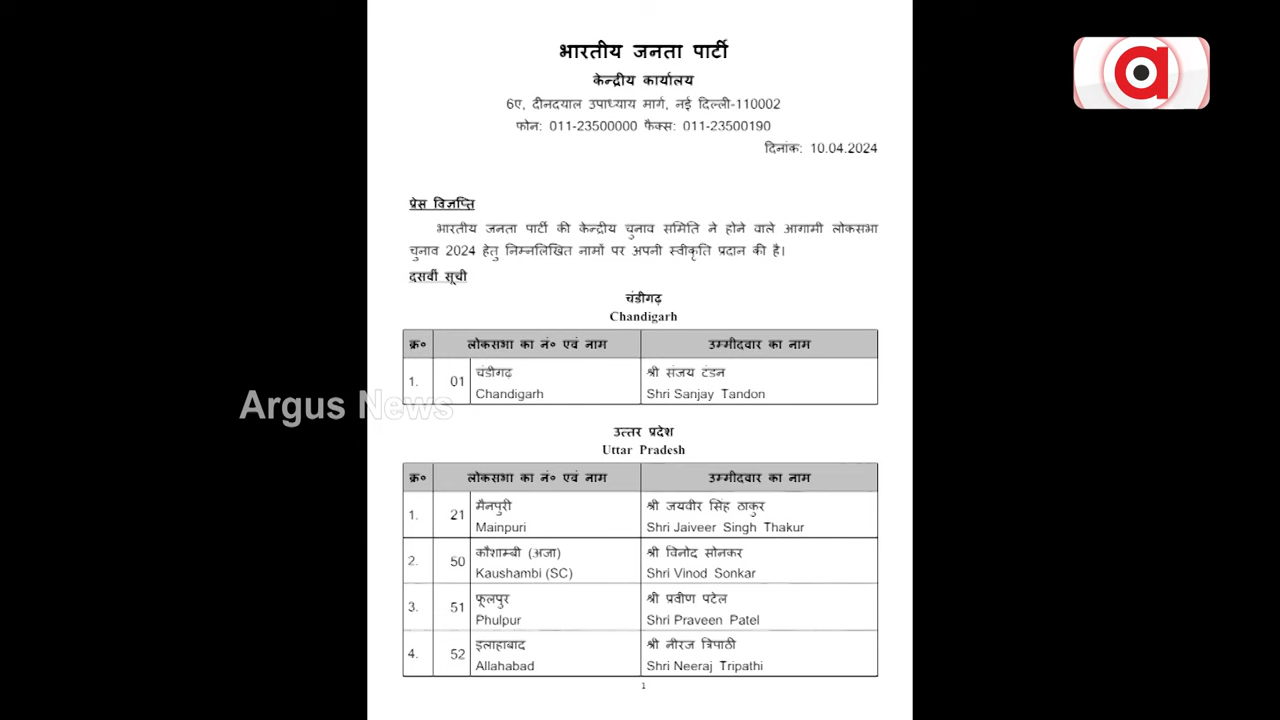 भारतीय जनता पार्टी
केन्द्रीय कार्यालय
6ए, दीनदयाल उपाध्याय मार्ग, नई दिल्ली-110002
फोन: 011-23500000 फैक्स: 011-23500190
दिनांक: 10.04.2024
प्रेस विज्ञप्ति
भारतीय जनता पार्टी की केन्द्रीय चुनाव समिति ने होने वाले आगामी लोकसभा
चुनाव 2024 हेतु निम्नलिखित नामों पर अपनी स्वीकृति प्रदान की है।
दसवीं सूची
चंडीगढ़
Chandigarh
क्र० लोकसभा का नं० एवं नाम उम्मीदवार का नाम
1. 01 चंडीगढ़ श्री संजय टंडन
Chandigarh Shri Sanjay Tandon
Argus News
उत्तर प्रदेश
Uttar Pradesh
क्र० लोकसभा का नं० एवं नाम उम्मीदवार का नाम
1. 21 मैनपुरी श्री जयवीर सिंह ठाकुर
Mainpuri Shri Jaiveer Singh Thakur
2. 50 कौशाम्बी (अजा) श्री विनोद सोनकर
Kaushambi (SC) Shri Vinod Sonkar
3. 51 फूलपुर श्री प्रवीण पटेल
Phulpur Shri Praveen Patel
4. 52 इलाहाबाद श्री नीरज त्रिपाठी
Allahabad Shri Neeraj Tripathi
1